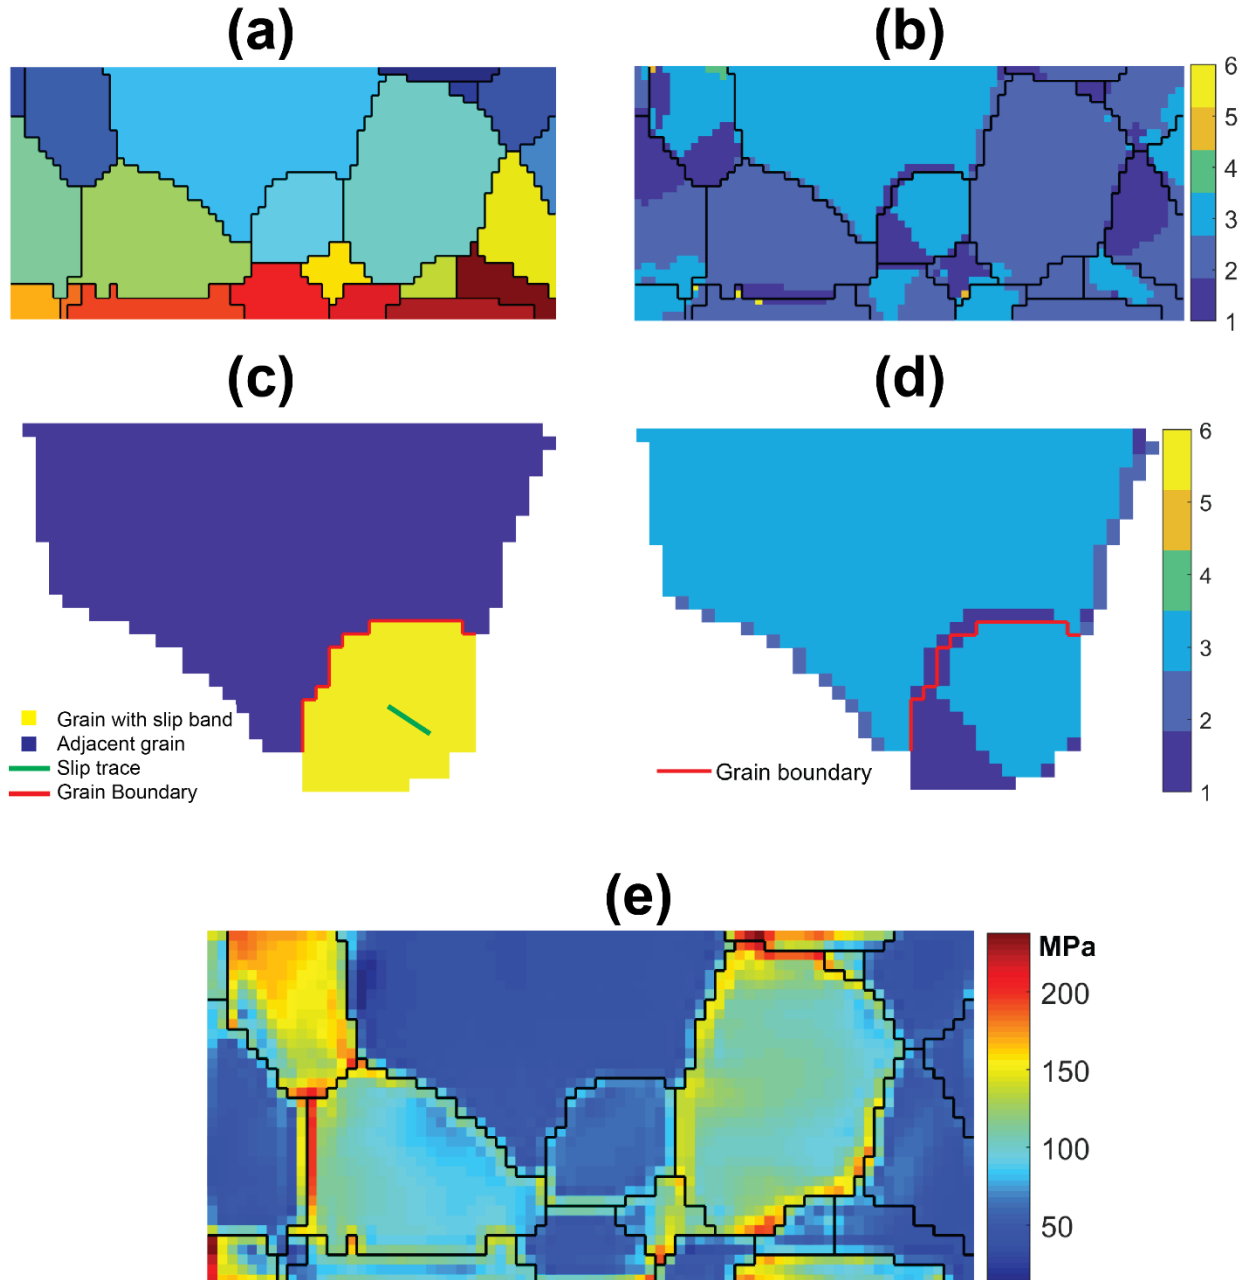 (a)
(b)
6
5
4
3
2
1
(c)
(d)
Grain with slip band
Adjacent grain
Slip trace
Grain Boundary
Grain boundary
6
5
4
3
2
1
(e)
MPa
200
150
100
50